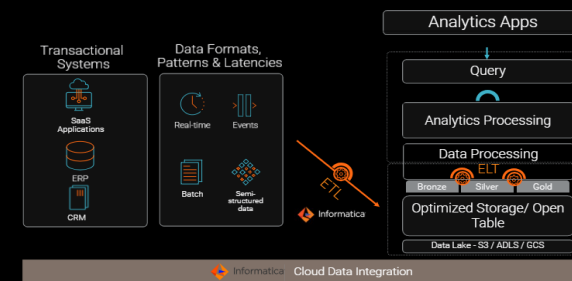 Transactional
Systems
SaaS
Applications
ERP
CRM
Data Formats,
Patterns & Latencies
Real-time
Events
Batch
Semi-
structured
data
ETL
Informatica
Analytics Apps
Query
Analytics Processing
Data Processing
ELT
Bronze
Silver
Gold
Optimized Storage/ Open
Table
Data Lake - S3 / ADLS / GCS
Informatica Cloud Data Integration